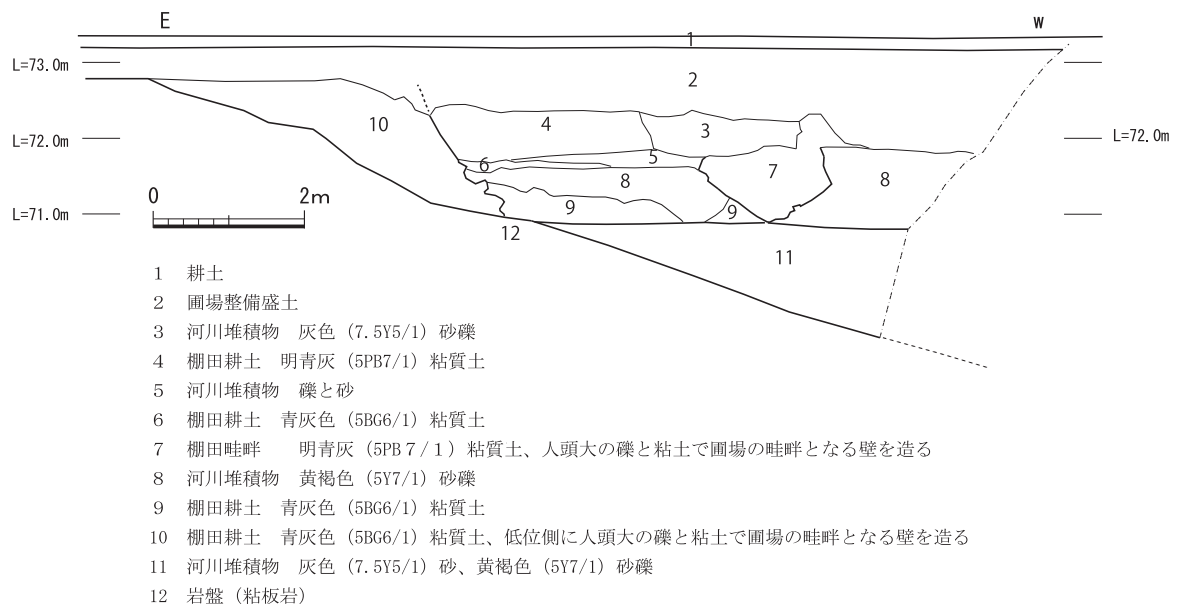 E
W
1
L=73.0m
2
10
4
3
L=72.0m
L=72.0m
5
6
7
8
8
0
2m
L=71.0m
9
9
12
11
1 耕土
2 圃場整備盛土
3 河川堆積物 灰色（7.5Y5/1）砂礫
4 棚田耕土 明青灰（5PB7/1）粘質土
5 河川堆積物 礫と砂
6 棚田耕土 青灰色（5BG6/1）粘質土
7 棚田畦畔 明青灰（5PB７/１）粘質土、人頭大の礫と粘土で圃場の畦畔となる壁を造る
8 河川堆積物 黄褐色（5Y7/1）砂礫
9 棚田耕土 青灰色（5BG6/1）粘質土
10 棚田耕土 青灰色（5BG6/1）粘質土、低位側に人頭大の礫と粘土で圃場の畦畔となる壁を造る
11 河川堆積物 灰色（7.5Y5/1）砂、黄褐色（5Y7/1）砂礫
12 岩盤（粘板岩）